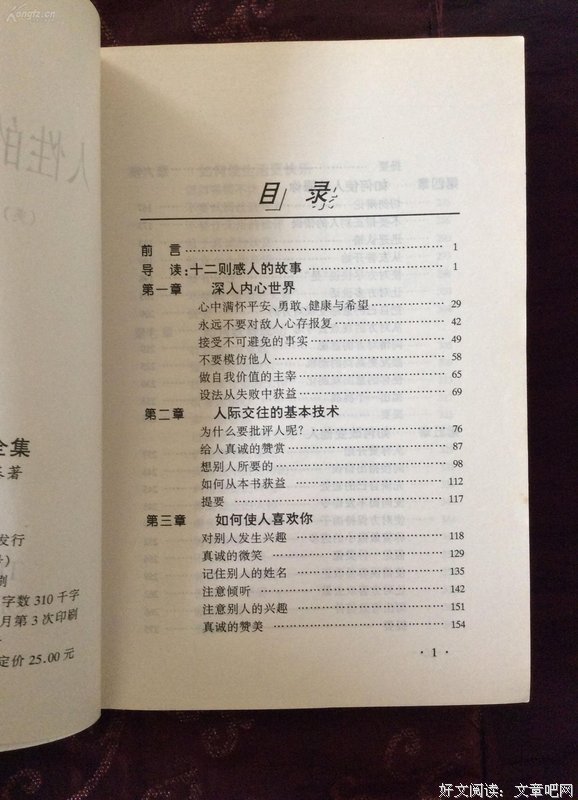 Kongfz.cn
全集
著
发行
刷
字数 310 千字
月第 3 次印刷
定价 25.00 元
目录
前 言 …… 1
导 读:十二则感人的故事 …… 1
第一章 深入内心世界
心中满怀平安、勇敢、健康与希望 …… 29
永远不要对敌人心存报复 …… 42
接受不可避免的事实 …… 49
不要模仿他人 …… 58
做自我价值的主宰 …… 65
设法从失败中获益 …… 69
第二章 人际交往的基本技术
为什么要批评人呢? …… 76
给人真诚的赞赏 …… 87
想别人所要的 …… 98
如何从本书获益 …… 112
提要 …… 117
第三章 如何使人喜欢你
对别人发生兴趣 …… 118
真诚的微笑 …… 129
记住别人的姓名 …… 135
注意倾听 …… 142
注意别人的兴趣 …… 151
真诚的赞美 …… 154
· 1 ·
好文阅读: 文章吧网